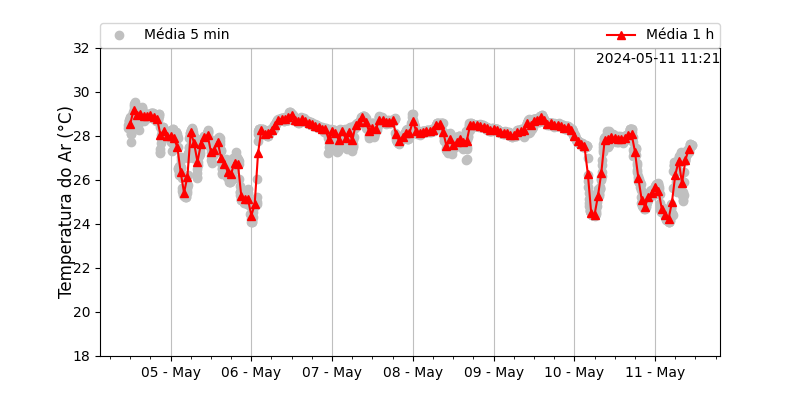 Média 5 min
Média 1 h
2024-05-11 11:21
Temperatura do Ar (°C)
32
30
28
26
24
22
20
18
05 - May
06 - May
07 - May
08 - May
09 - May
10 - May
11 - May